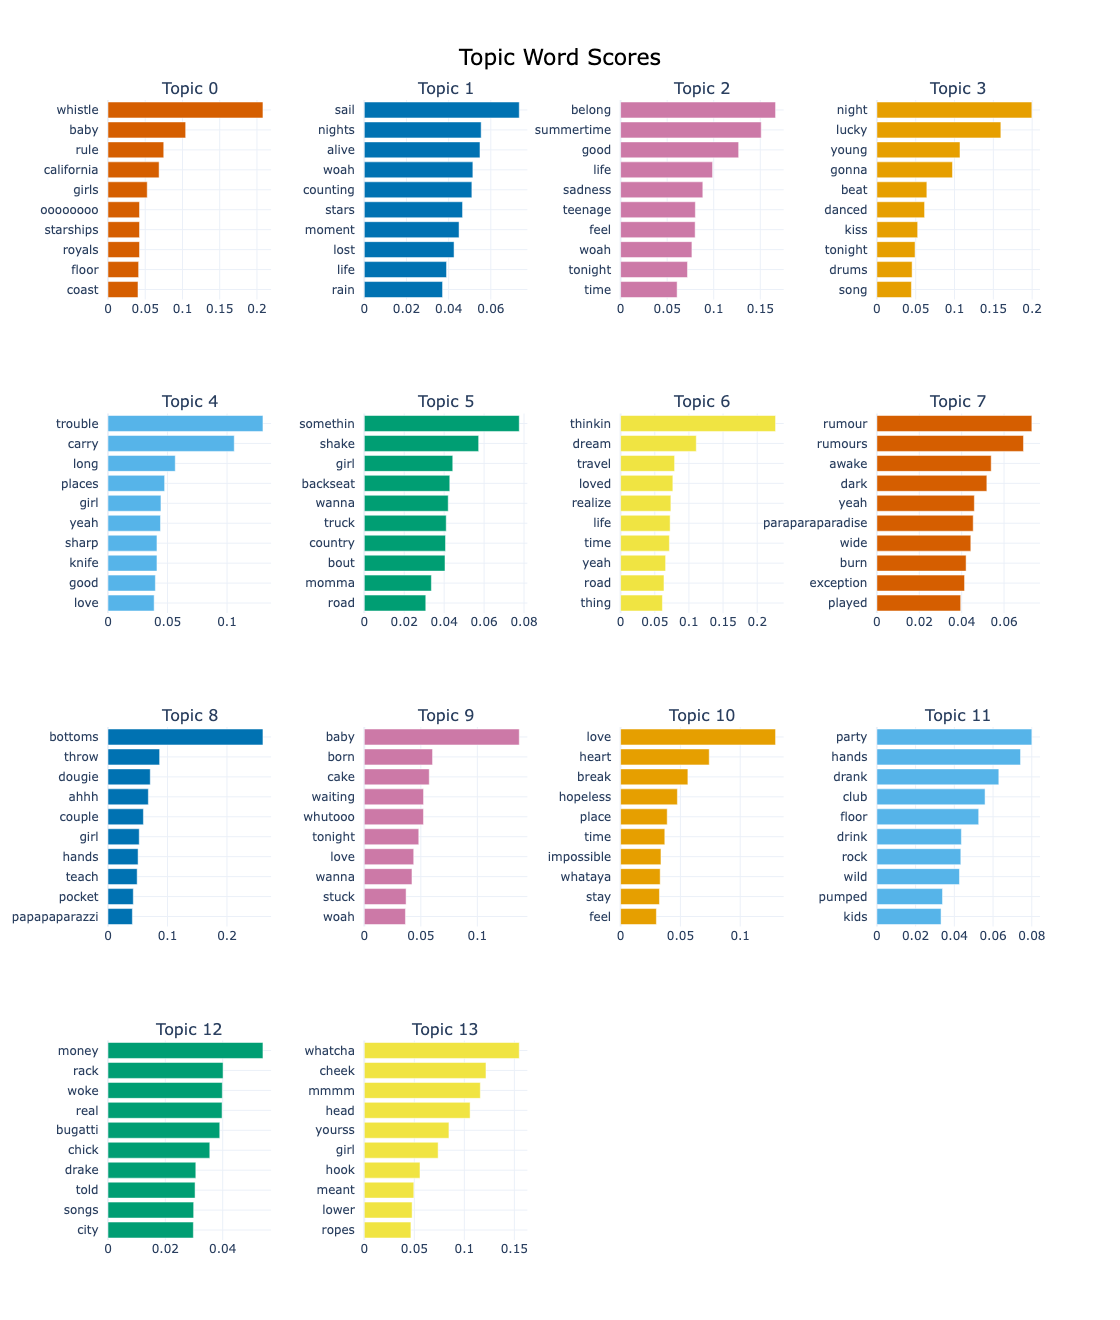 Topic Word Scores
Topic 0
whistle
baby
rule
california
girls
oooooooo
starships
royals
floor
coast
0 0.05 0.1 0.15 0.2
Topic 1
sail
nights
alive
woah
counting
stars
moment
lost
life
rain
0 0.02 0.04 0.06
Topic 2
belong
summertime
good
life
sadness
teenage
feel
woah
tonight
time
0 0.05 0.1 0.15
Topic 3
night
lucky
young
gonna
beat
danced
kiss
tonight
drums
song
0 0.05 0.1 0.15 0.2
Topic 4
trouble
carry
long
places
girl
yeah
sharp
knife
good
love
0 0.05 0.1
Topic 5
somethin
shake
girl
backseat
wanna
truck
country
bout
momma
road
0 0.02 0.04 0.06 0.08
Topic 6
thinkin
dream
travel
loved
realize
life
time
yeah
road
thing
0 0.05 0.1 0.15 0.2
Topic 7
rumour
rumours
awake
dark
yeah
paraparaparadise
wide
burn
exception
played
0 0.02 0.04 0.06
Topic 8
bottoms
throw
dougie
ahhh
couple
girl
hands
teach
pocket
papapaparazzi
0 0.1 0.2
Topic 9
baby
born
cake
waiting
whutooo
tonight
love
wanna
stuck
woah
0 0.05 0.1
Topic 10
love
heart
break
hopeless
place
time
impossible
whataya
stay
feel
0 0.05 0.1
Topic 11
party
hands
drank
club
floor
drink
rock
wild
pumped
kids
0 0.02 0.04 0.06 0.08
Topic 12
money
rack
woke
real
bugatti
chick
drake
told
songs
city
0 0.02 0.04
Topic 13
whatcha
cheek
mmmm
head
yourss
girl
hook
meant
lower
ropes
0 0.05 0.1 0.15